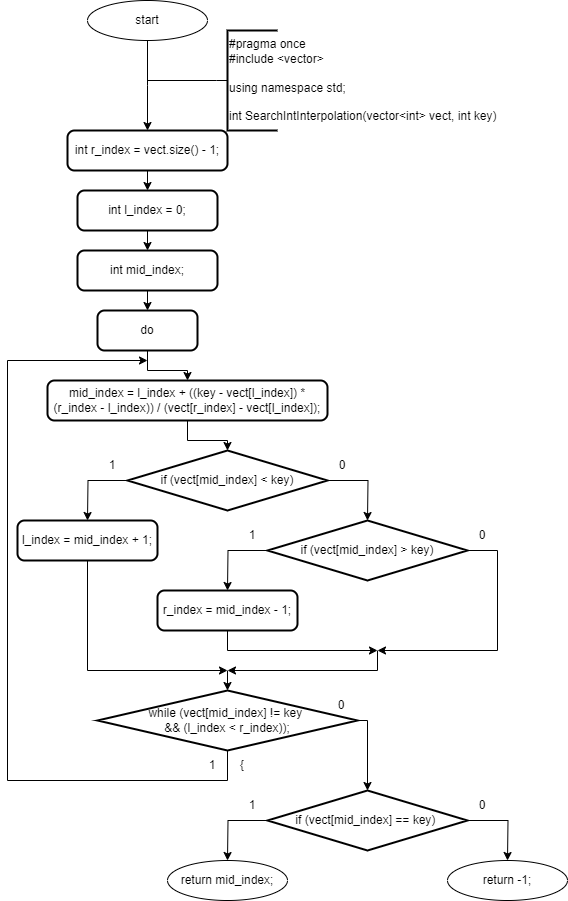 start
#pragma once
#include <vector>
using namespace std;
int SearchIntInterpolation(vector<int> vect, int key)
int r_index = vect.size() - 1;
int l_index = 0;
int mid_index;
do
mid_index = l_index + ((key - vect[l_index]) *
(r_index - l_index)) / (vect[r_index] - vect[l_index]);
1
if (vect[mid_index] < key)
0
l_index = mid_index + 1;
1
if (vect[mid_index] > key)
0
r_index = mid_index - 1;
while (vect[mid_index] != key
&& (l_index < r_index));
0
1
{
1
if (vect[mid_index] == key)
0
return mid_index;
return -1;